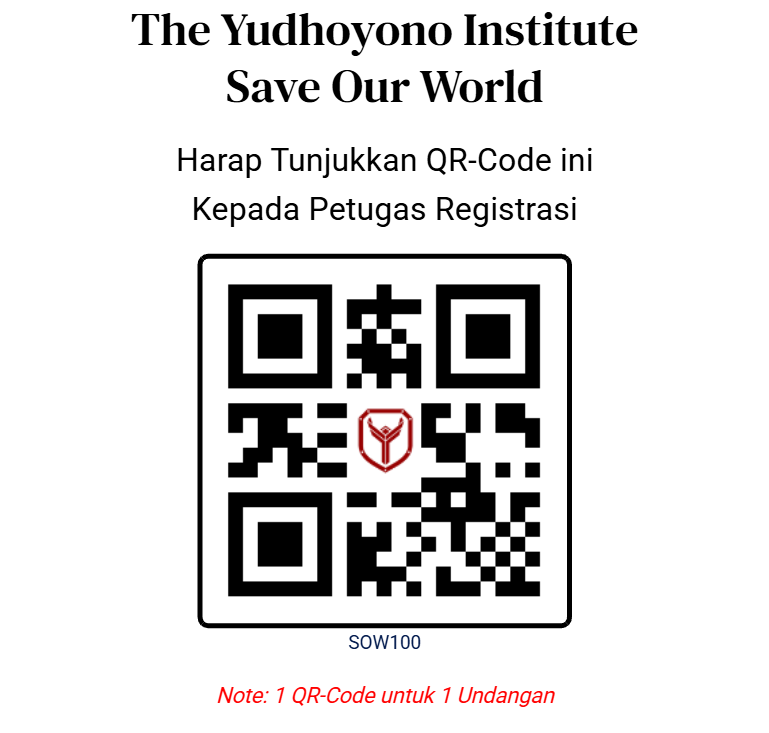 The Yudhoyono Institute
Save Our World
Harap Tunjukkan QR-Code ini
Kepada Petugas Registrasi
SOW100
Note: 1 QR-Code untuk 1 Undangan